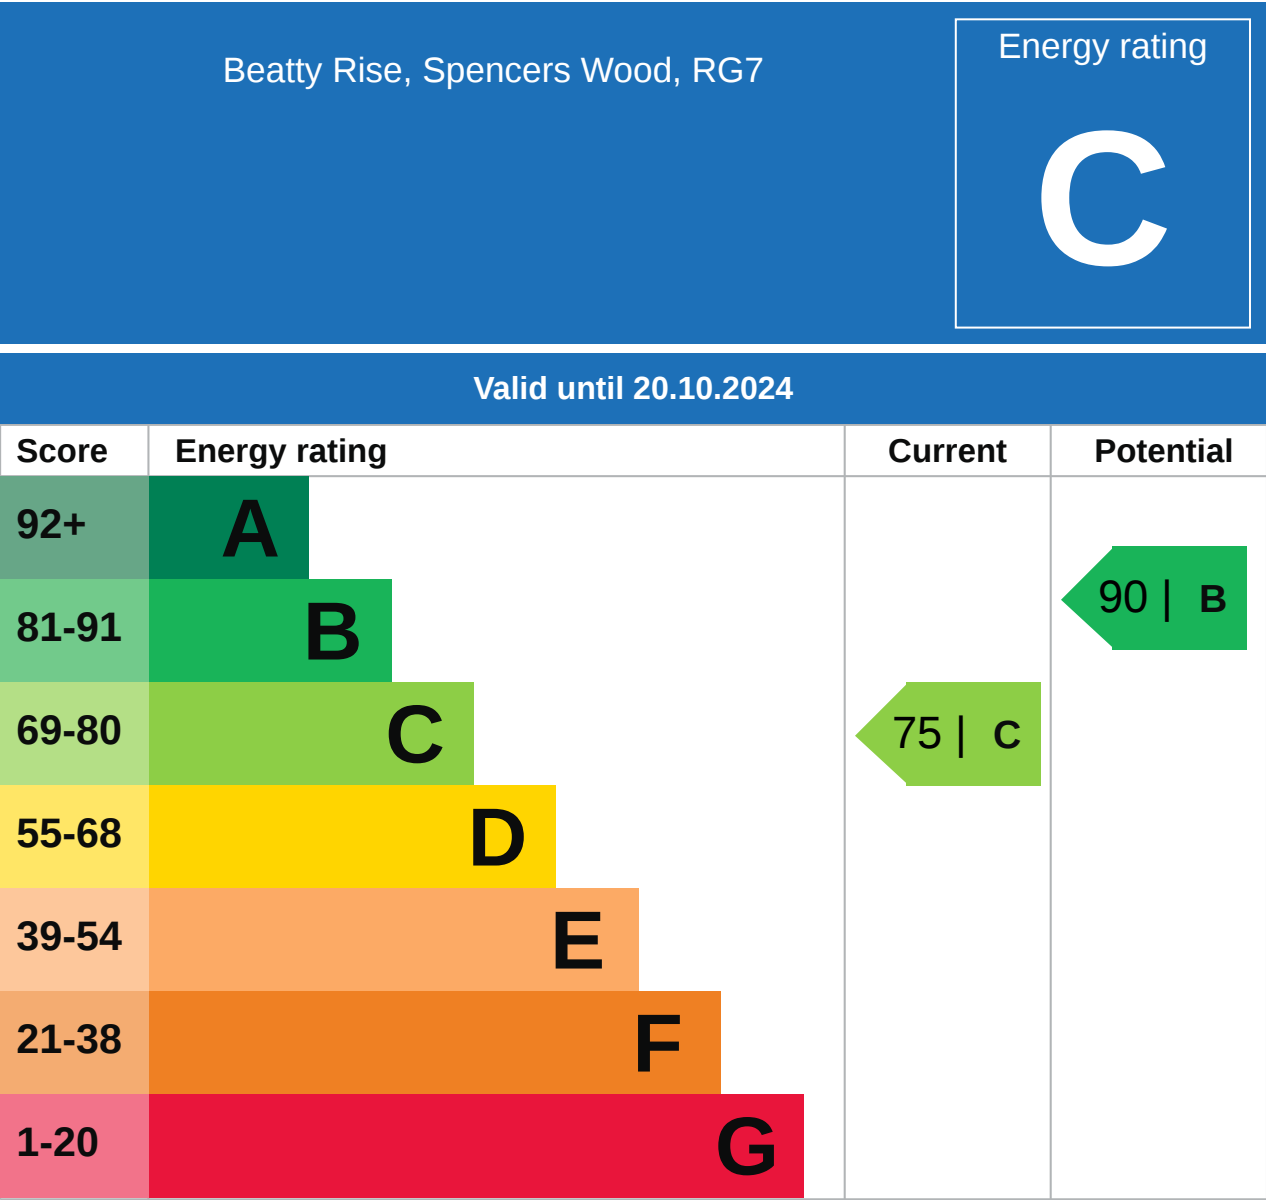 Beatty Rise, Spencers Wood, RG7
Energy rating
C
Valid until 20.10.2024
Score Energy rating Current Potential
92+ A
81-91 B
90 | B
69-80 C
75 | C
55-68 D
39-54 E
21-38 F
1-20 G